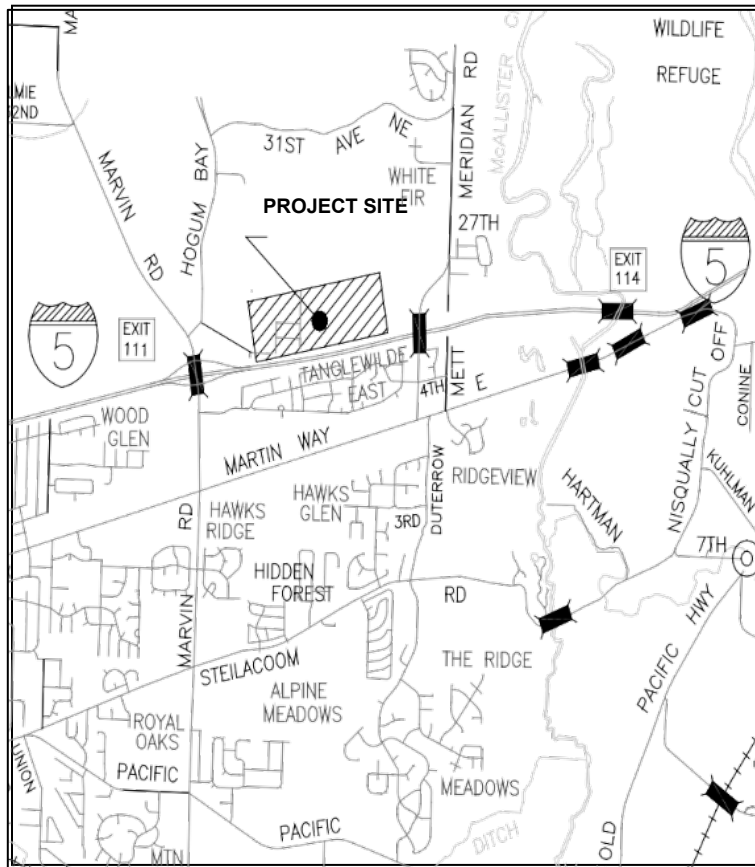 MA
WILDLIFE
REFUGE
MERIDIAN RD
McALLISTER
31ST AVE NE
MARVIN RD
HOGUM BAY
WHITE
FIR
PROJECT SITE
27TH
EXIT
114
5
5
EXIT
111
TANGLEWILDE
EAST
4TH
METT
E
NISQUALLY CUT OFF
CONINE
WOOD
GLEN
MARTIN WAY
DUTERROW
RIDGEVIEW
KUHLMAN
HAWKS
RIDGE
HAWKS
GLEN
3RD
HARTMAN
7TH
MARVIN RD
HIDDEN
FOREST
RD
STEILACOOM
THE RIDGE
OLD PACIFIC HWY
ALPINE
MEADOWS
ROYAL
OAKS
UNION
PACIFIC
MEADOWS
PACIFIC
DITCH
MTN